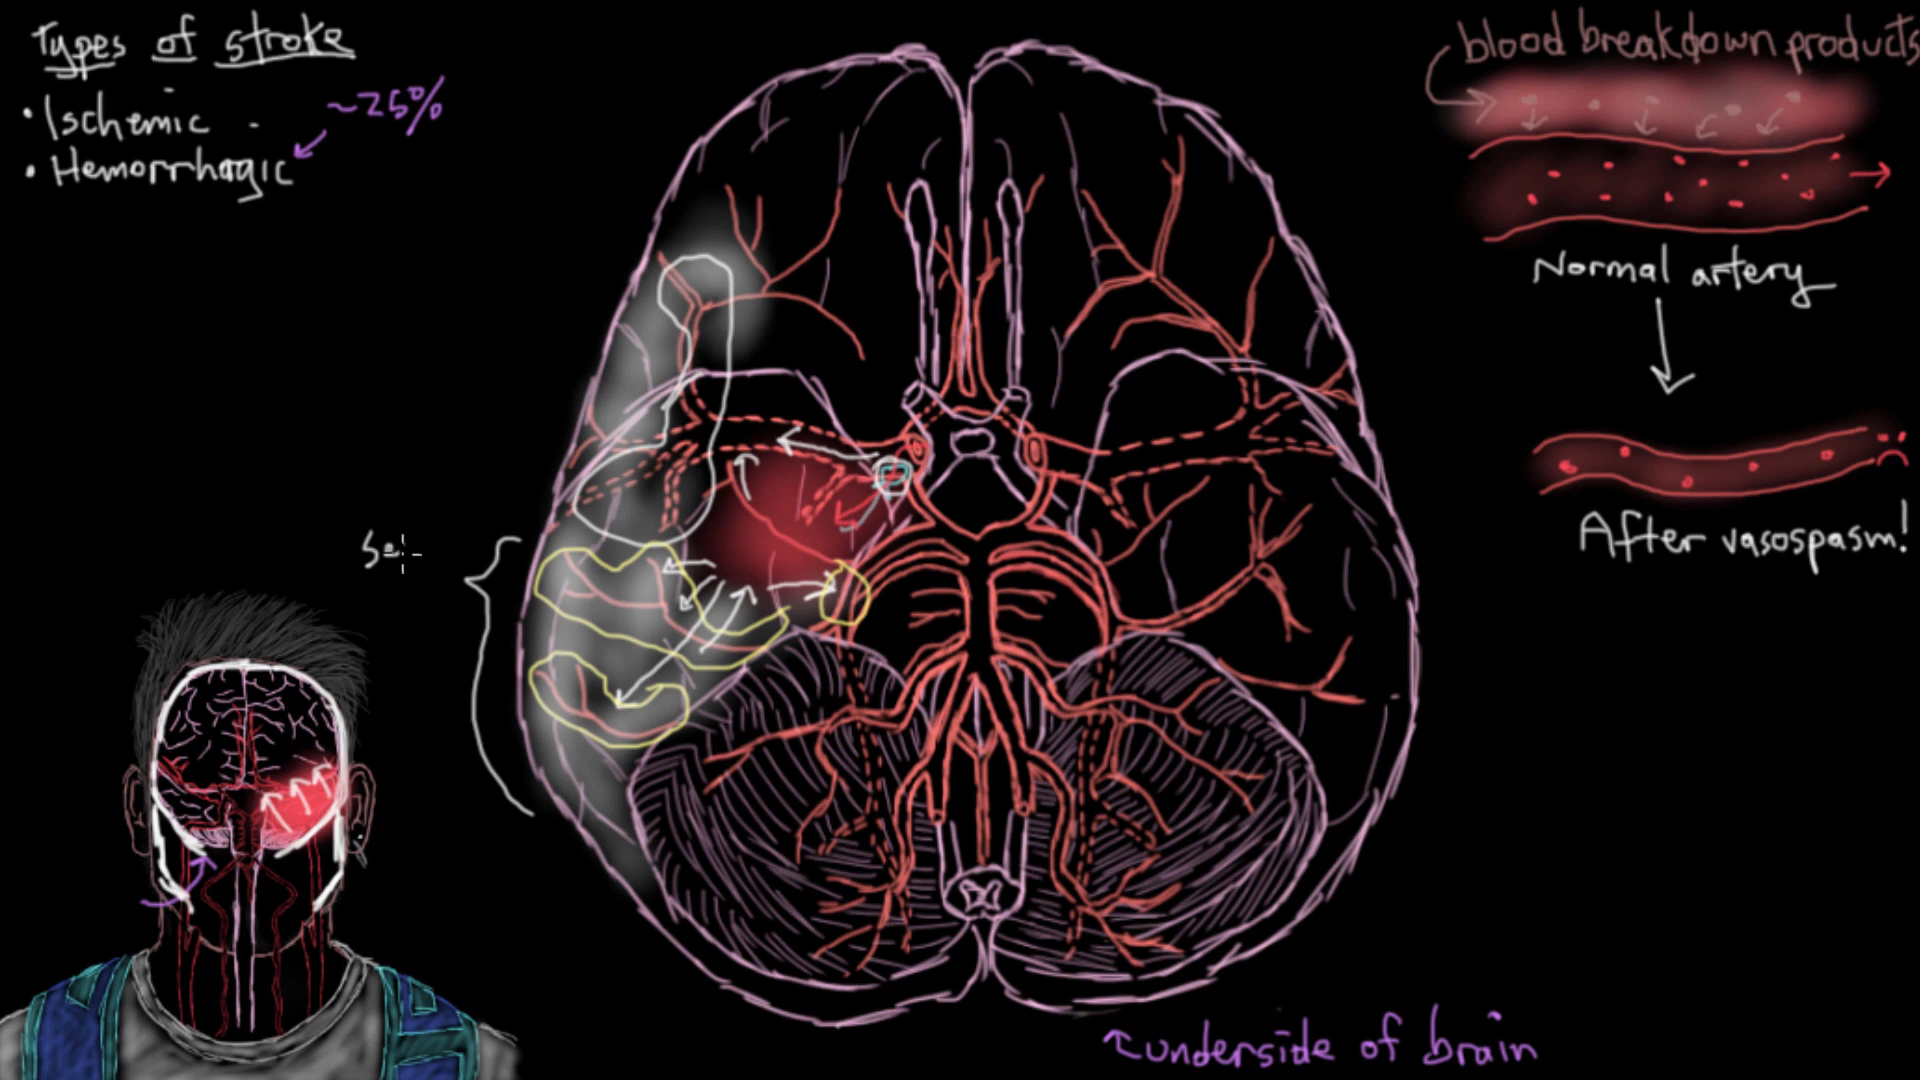 Types of stroke
• Ischemic
~25%
• Hemorrhagic
blood breakdown products
Normal artery
After vasospasm!
underside of brain